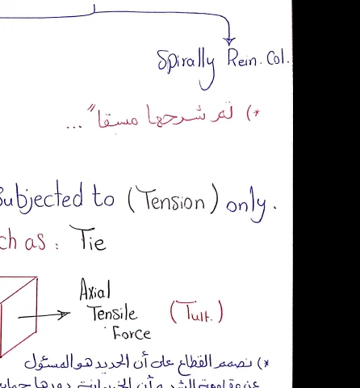 Spirally Rein. Col.
*) تم شرحها مسبقاً ...
Subjected to (Tension) only.
ch as : Tie
Axial
Tensile (Tult.)
Force
*) نصمم القطاع على أن الحديد هو المسئول